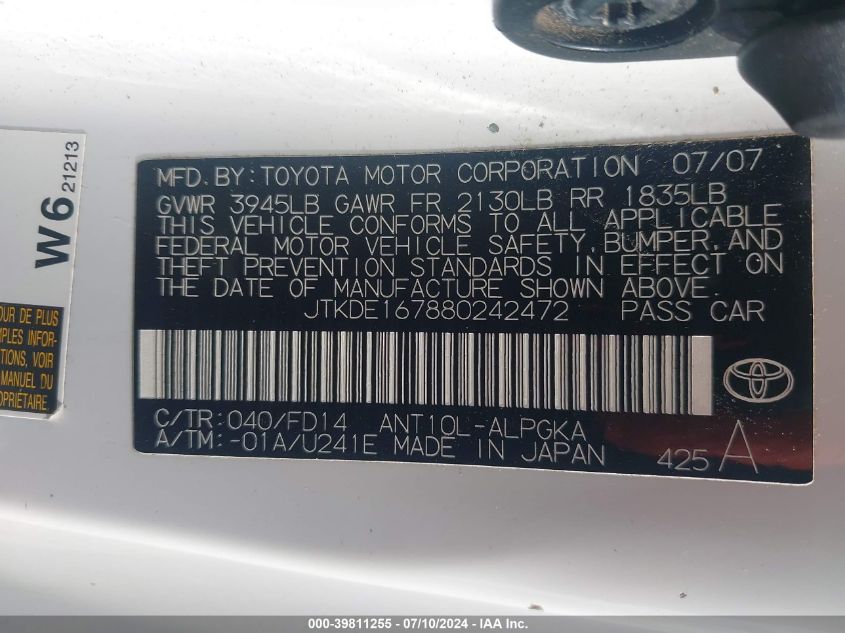 MFD. BY: TOYOTA MOTOR CORPORATION 07/07
GVWR 3945LB GAWR FR 2130LB RR 1835LB
THIS VEHICLE CONFORMS TO ALL APPLICABLE
FEDERAL MOTOR VEHICLE SAFETY, BUMPER, AND
THEFT PREVENTION STANDARDS IN EFFECT ON
THE DATE OF MANUFACTURE SHOWN ABOVE.
JTKDE167880242472 PASS CAR
C/TR: 040/FD14 ANT10L-ALPGKA
A/TM: -01A/U241E MADE IN JAPAN 425 A
W6 21213
OUR DE PLUS
MPLES INFOR-
TIONS, VOIR
MANUEL DU
OPRIÉTAIRE.
000-39811255 - 07/10/2024 - IAA Inc.